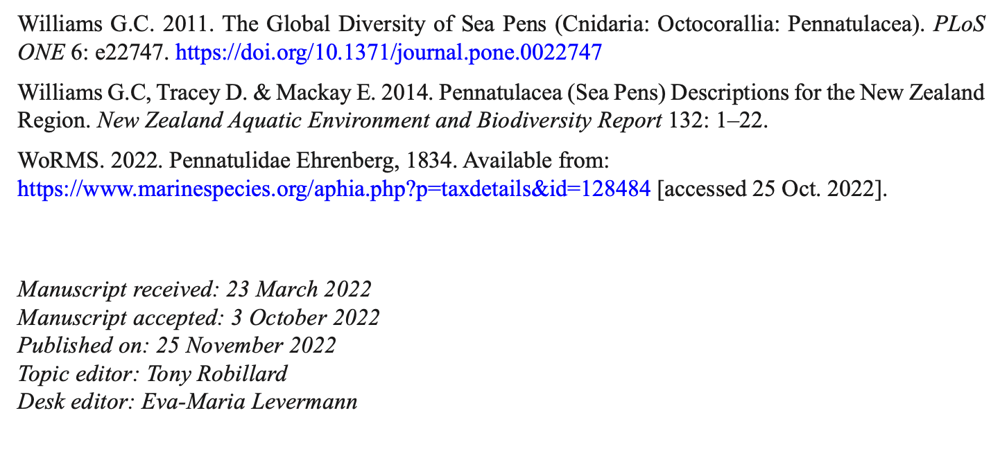 Williams G.C. 2011. The Global Diversity of Sea Pens (Cnidaria: Octocorallia: Pennatulacea). PLoS
ONE 6: e22747. https://doi.org/10.1371/journal.pone.0022747
Williams G.C, Tracey D. & Mackay E. 2014. Pennatulacea (Sea Pens) Descriptions for the New Zealand
Region. New Zealand Aquatic Environment and Biodiversity Report 132: 1–22.
WoRMS. 2022. Pennatulidae Ehrenberg, 1834. Available from:
https://www.marinespecies.org/aphia.php?p=taxdetails&id=128484 [accessed 25 Oct. 2022].
Manuscript received: 23 March 2022
Manuscript accepted: 3 October 2022
Published on: 25 November 2022
Topic editor: Tony Robillard
Desk editor: Eva-Maria Levermann